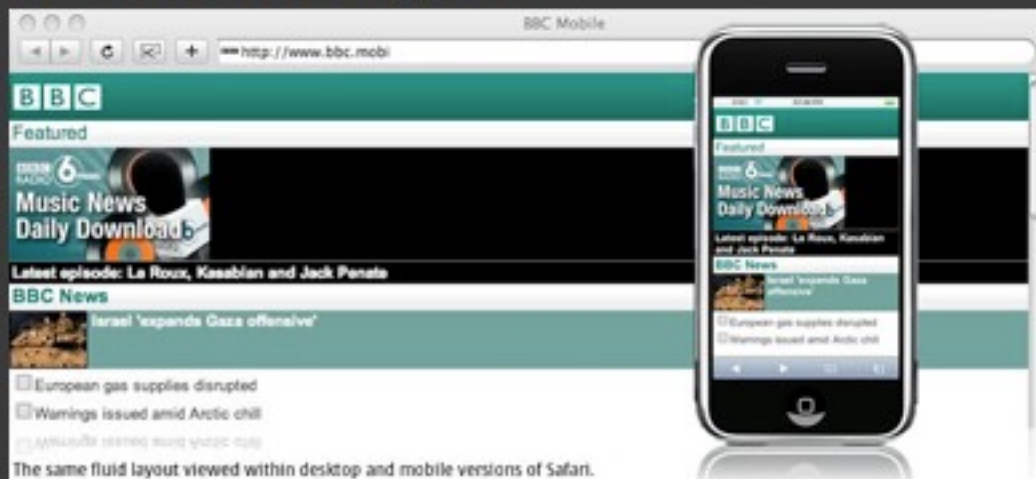 BBC Mobile
http://www.bbc.mobi
BBC
Featured
BBC
RADIO 6
Music News
Daily Download
Latest episode: La Roux, Kasabian and Jack Penate
BBC News
Israel 'expands Gaza offensive'
European gas supplies disrupted
Warnings issued amid Arctic chill
The same fluid layout viewed within desktop and mobile versions of Safari.
BBC
Featured
6
Music News
Daily Download
Latest episode: La Roux, Kasabian
and Jack Penate
BBC News
Israel 'expands Gaza
offensive'
European gas supplies disrupted
Warnings issued amid Arctic chill